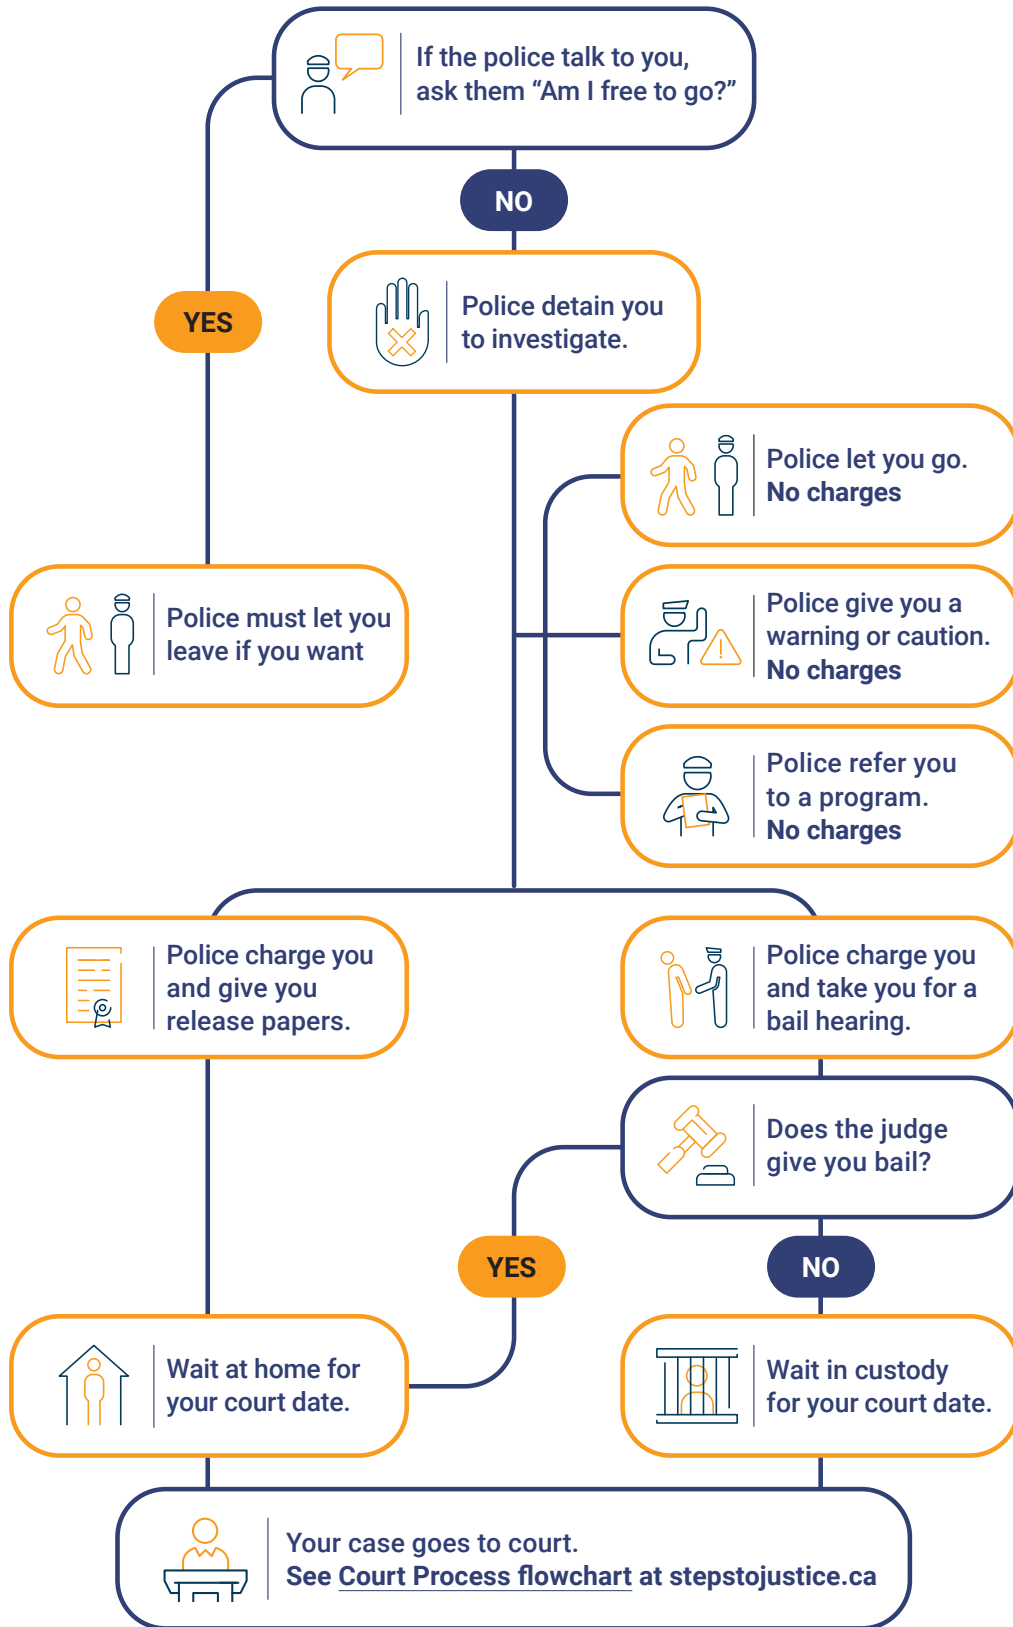 If the police talk to you,
ask them “Am I free to go?”
NO
YES
Police detain you
to investigate.
Police let you go.
No charges
Police must let you
leave if you want
Police give you a
warning or caution.
No charges
Police refer you
to a program.
No charges
Police charge you
and give you
release papers.
Police charge you
and take you for a
bail hearing.
Does the judge
give you bail?
YES
NO
Wait at home for
your court date.
Wait in custody
for your court date.
Your case goes to court.
See Court Process flowchart at stepstojustice.ca